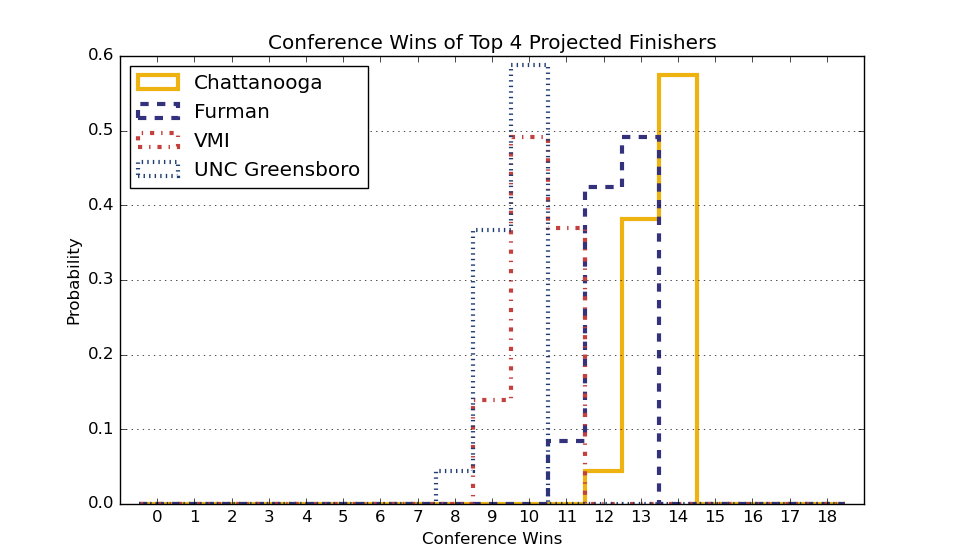 Conference Wins of Top 4 Projected Finishers
0.6
0.5
0.4
0.3
0.2
0.1
0.0
Probability
Chattanooga
Furman
VMI
UNC Greensboro
0 1 2 3 4 5 6 7 8 9 10 11 12 13 14 15 16 17 18
Conference Wins